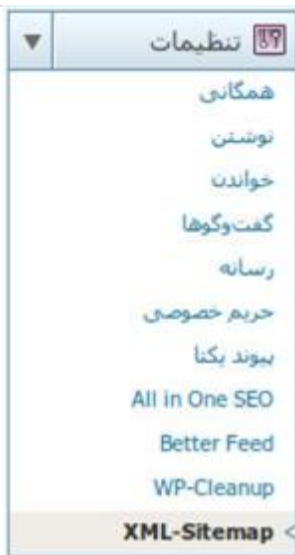 تنظیمات
همگانی
نوشتن
خواندن
گفت‌وگوها
رسانه
حریم خصوصی
پیوند یکتا
All in One SEO
Better Feed
WP-Cleanup
XML-Sitemap